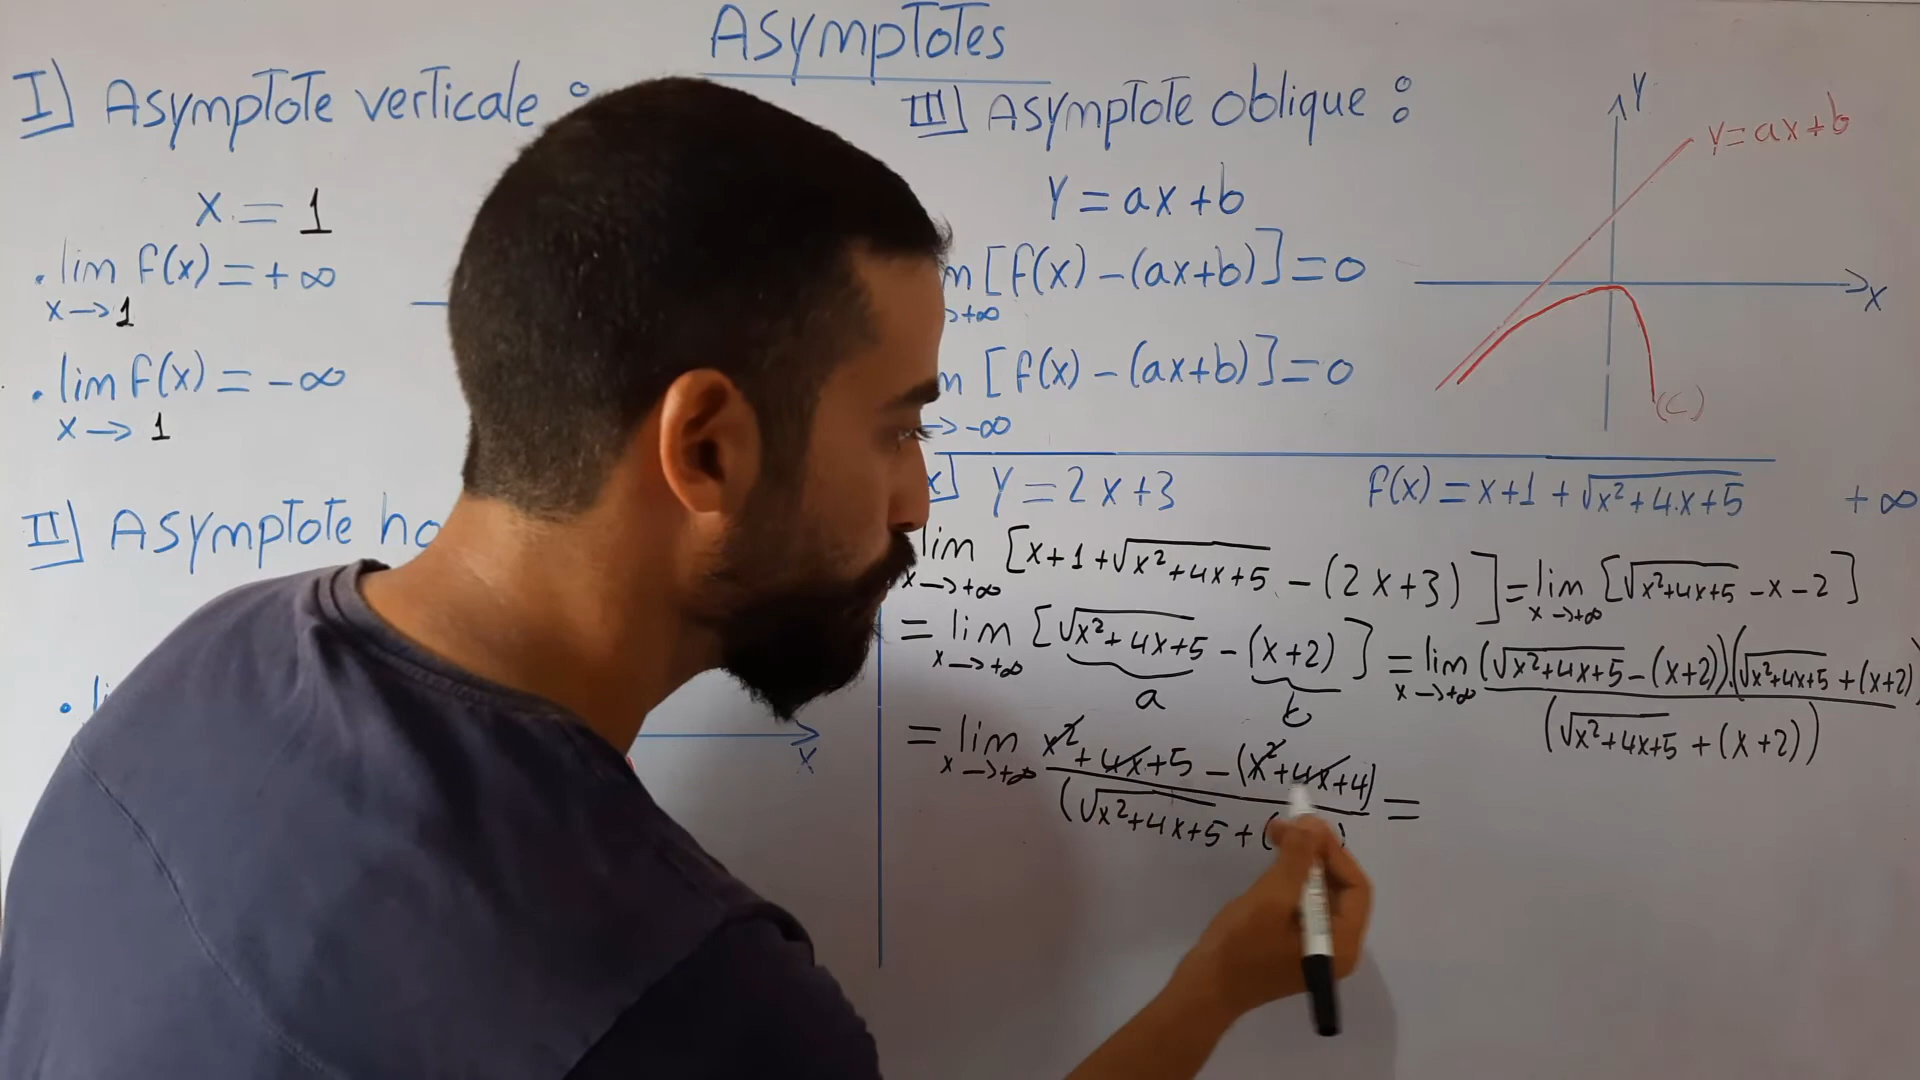 Asymptotes
I) Asymptote verticale :
x = 1
. lim f(x) = +∞
x → 1
. lim f(x) = -∞
x → 1
II) Asymptote ho
• li
x
III) Asymptote oblique :
y = ax + b
[f(x) - (ax+b)] = 0
→ +∞
[f(x) - (ax+b)] = 0
→ -∞
y
y = ax + b
x
(C)
x] y = 2x + 3 f(x) = x + 1 + √x² + 4x + 5 +∞
lim [x + 1 + √x² + 4x + 5 - (2x + 3)] = lim [√x² + 4x + 5 - x - 2]
x → +∞ x → +∞
= lim [√x² + 4x + 5 - (x + 2)] = lim (√x² + 4x + 5 - (x + 2)).(√x² + 4x + 5 + (x + 2)
x → +∞ x → +∞
a b
(√x² + 4x + 5 + (x + 2))
= lim x² + 4x + 5 - (x² + 4x + 4) =
x → +∞
(√x² + 4x + 5 + ( )